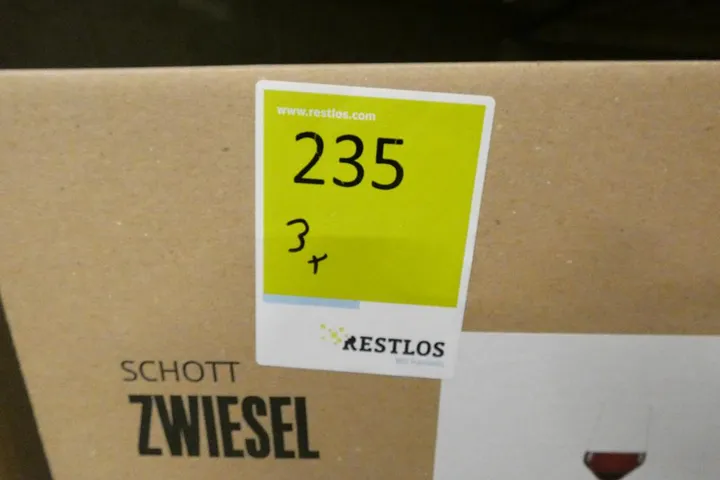 www.restlos.com
235
3x
RESTLOS
SCHOTT
ZWIESEL